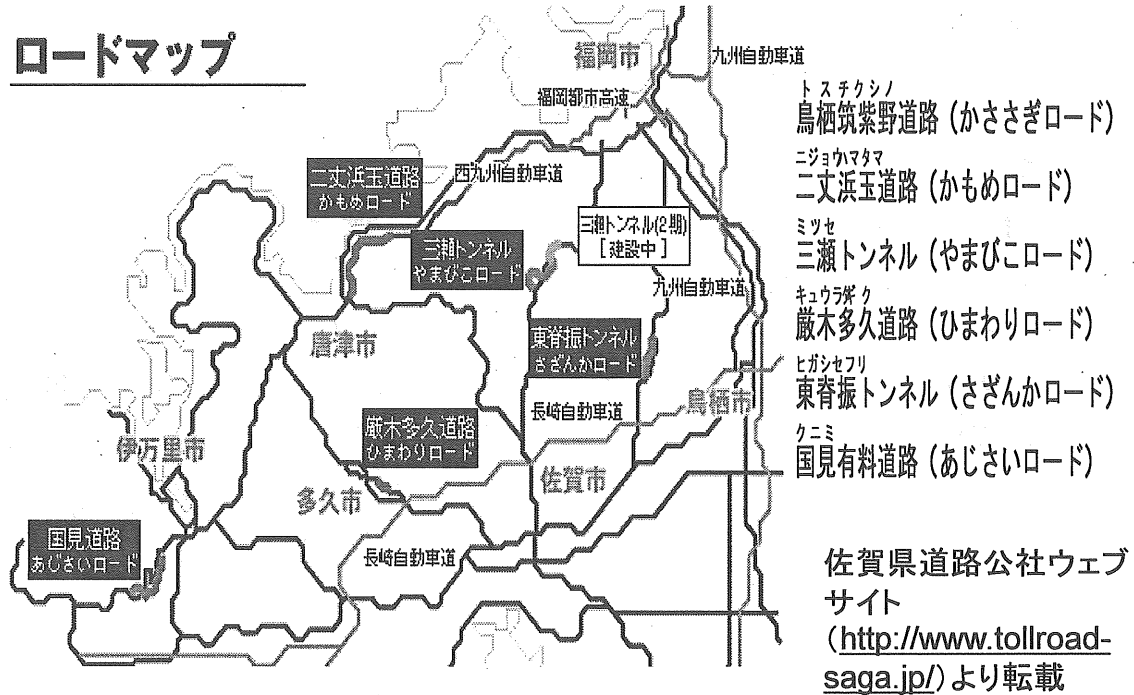 ロードマップ
福岡市
九州自動車道
福岡都市高速
二丈浜玉道路
かもめロード
西九州自動車道
三瀬トンネル(2期)
[建設中]
三瀬トンネル
やまびこロード
九州自動車道
唐津市
東脊振トンネル
さざんかロード
長崎自動車道
鳥栖市
厳木多久道路
ひまわりロード
伊万里市
多久市
佐賀市
国見道路
あじさいロード
長崎自動車道
トスチクシノ
鳥栖筑紫野道路(かささぎロード)
ニジョウハマタマ
二丈浜玉道路(かもめロード)
ミツセ
三瀬トンネル(やまびこロード)
キュウラギタク
厳木多久道路(ひまわりロード)
ヒガシセフリ
東脊振トンネル(さざんかロード)
クニミ
国見有料道路(あじさいロード)
佐賀県道路公社ウェブ
サイト
(http://www.tollroad-
saga.jp/)より転載